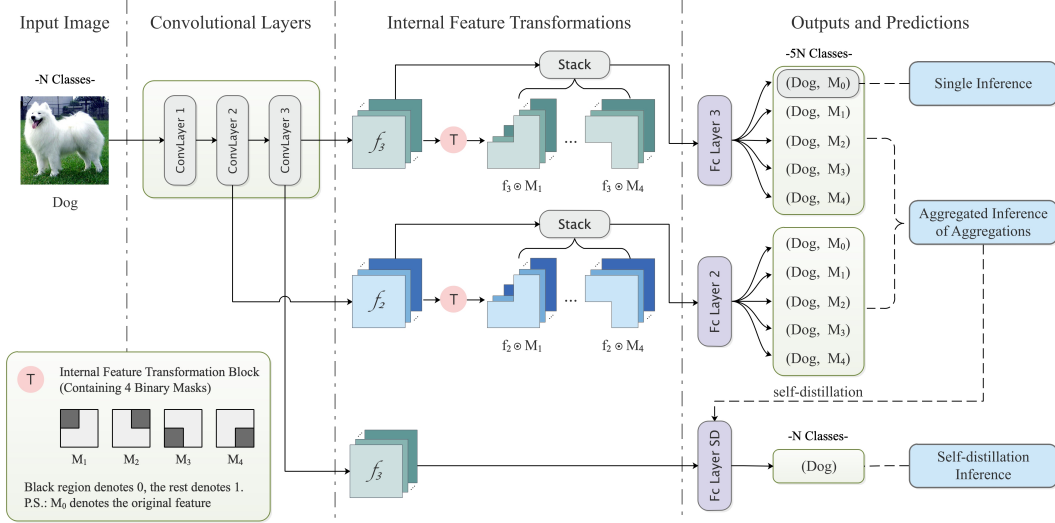 Input Image
Convolutional Layers
Internal Feature Transformations
Outputs and Predictions
-N Classes-
Dog
ConvLayer 1
ConvLayer 2
ConvLayer 3
f₃
T
Stack
...
f₃ ⊙ M₁
f₃ ⊙ M₄
Fc Layer 3
-5N Classes-
(Dog, M₀)
(Dog, M₁)
(Dog, M₂)
(Dog, M₃)
(Dog, M₄)
Single Inference
f₂
T
Stack
...
f₂ ⊙ M₁
f₂ ⊙ M₄
Fc Layer 2
(Dog, M₀)
(Dog, M₁)
(Dog, M₂)
(Dog, M₃)
(Dog, M₄)
Aggregated Inference
of Aggregations
T
Internal Feature Transformation Block
(Containing 4 Binary Masks)
M₁
M₂
M₃
M₄
Black region denotes 0, the rest denotes 1.
P.S.: M₀ denotes the original feature
f₃
self-distillation
Fc Layer SD
-N Classes-
(Dog)
Self-distillation
Inference